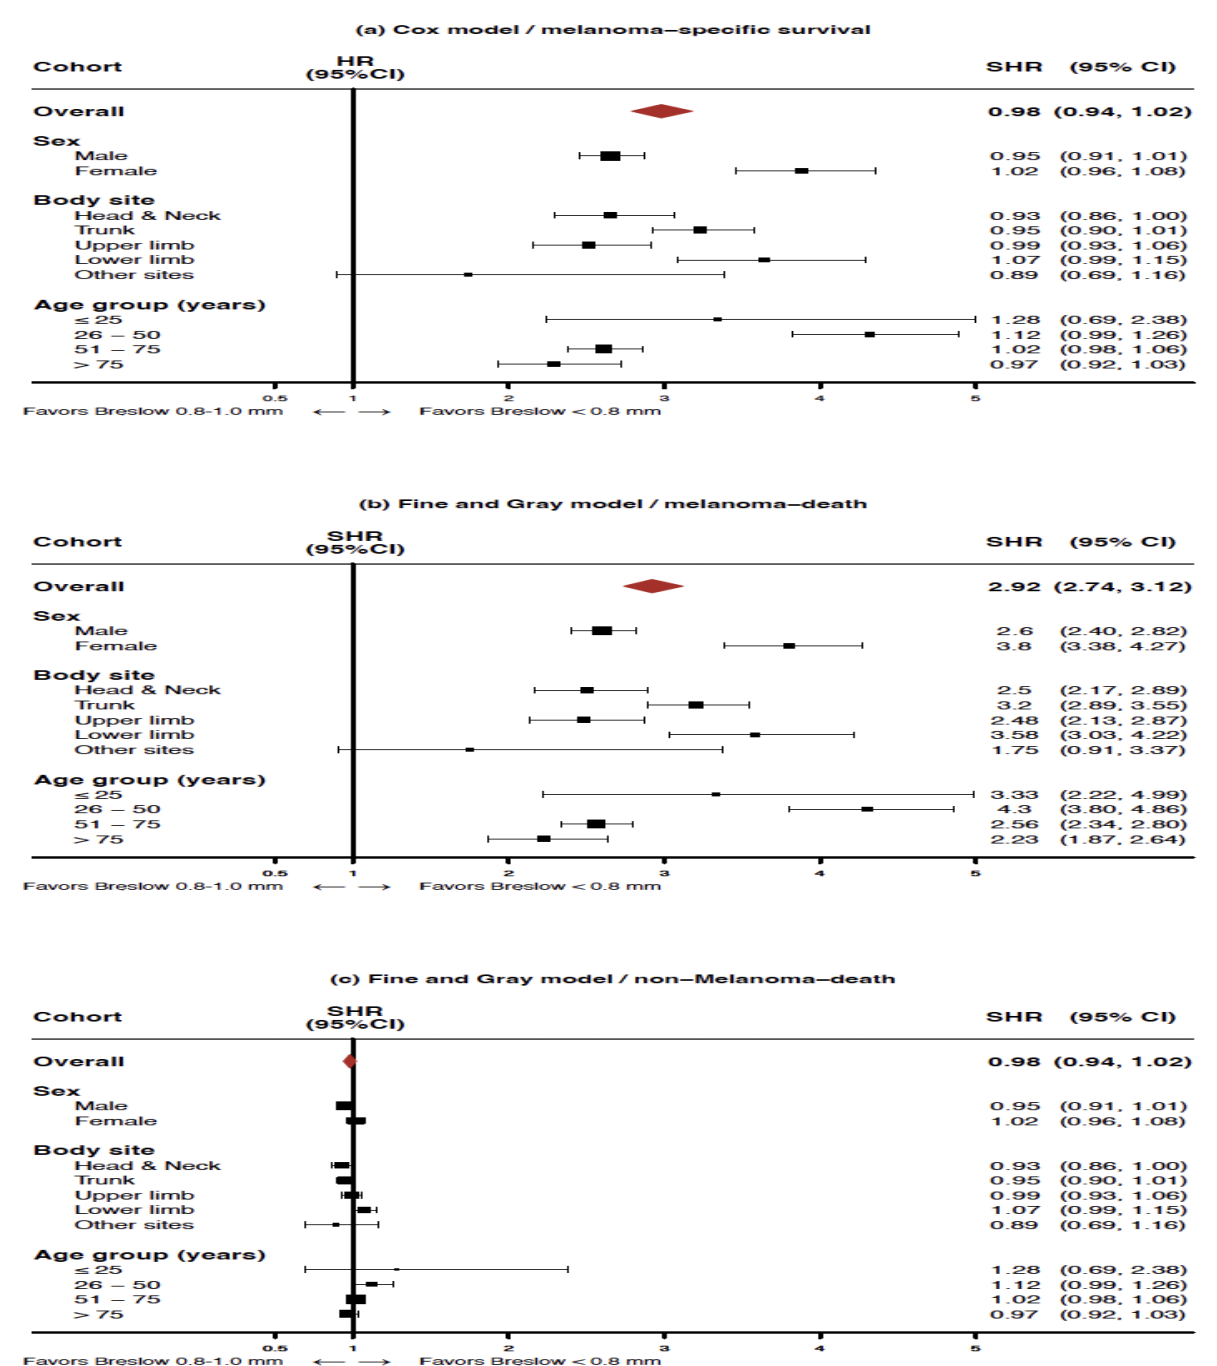 (a) Cox model / melanoma−specific survival
Cohort HR (95%CI) SHR (95% CI)
Overall 0.98 (0.94, 1.02)
Sex
Male 0.95 (0.91, 1.01)
Female 1.02 (0.96, 1.08)
Body site
Head & Neck 0.93 (0.86, 1.00)
Trunk 0.95 (0.90, 1.01)
Upper limb 0.99 (0.93, 1.06)
Lower limb 1.07 (0.99, 1.15)
Other sites 0.89 (0.69, 1.16)
Age group (years)
≤ 25 1.28 (0.69, 2.38)
26 − 50 1.12 (0.99, 1.26)
51 − 75 1.02 (0.98, 1.06)
> 75 0.97 (0.92, 1.03)
0.5 1 2 3 4 5
Favors Breslow 0.8-1.0 mm ← → Favors Breslow < 0.8 mm
(b) Fine and Gray model / melanoma−death
Cohort SHR (95%CI) SHR (95% CI)
Overall 2.92 (2.74, 3.12)
Sex
Male 2.6 (2.40, 2.82)
Female 3.8 (3.38, 4.27)
Body site
Head & Neck 2.5 (2.17, 2.89)
Trunk 3.2 (2.89, 3.55)
Upper limb 2.48 (2.13, 2.87)
Lower limb 3.58 (3.03, 4.22)
Other sites 1.75 (0.91, 3.37)
Age group (years)
≤ 25 3.33 (2.22, 4.99)
26 − 50 4.3 (3.80, 4.86)
51 − 75 2.56 (2.34, 2.80)
> 75 2.23 (1.87, 2.64)
0.5 1 2 3 4 5
Favors Breslow 0.8-1.0 mm ← → Favors Breslow < 0.8 mm
(c) Fine and Gray model / non−Melanoma−death
Cohort SHR (95%CI) SHR (95% CI)
Overall 0.98 (0.94, 1.02)
Sex
Male 0.95 (0.91, 1.01)
Female 1.02 (0.96, 1.08)
Body site
Head & Neck 0.93 (0.86, 1.00)
Trunk 0.95 (0.90, 1.01)
Upper limb 0.99 (0.93, 1.06)
Lower limb 1.07 (0.99, 1.15)
Other sites 0.89 (0.69, 1.16)
Age group (years)
≤ 25 1.28 (0.69, 2.38)
26 − 50 1.12 (0.99, 1.26)
51 − 75 1.02 (0.98, 1.06)
> 75 0.97 (0.92, 1.03)
0.5 1 2 3 4 5
Favors Breslow 0.8-1.0 mm ← → Favors Breslow < 0.8 mm